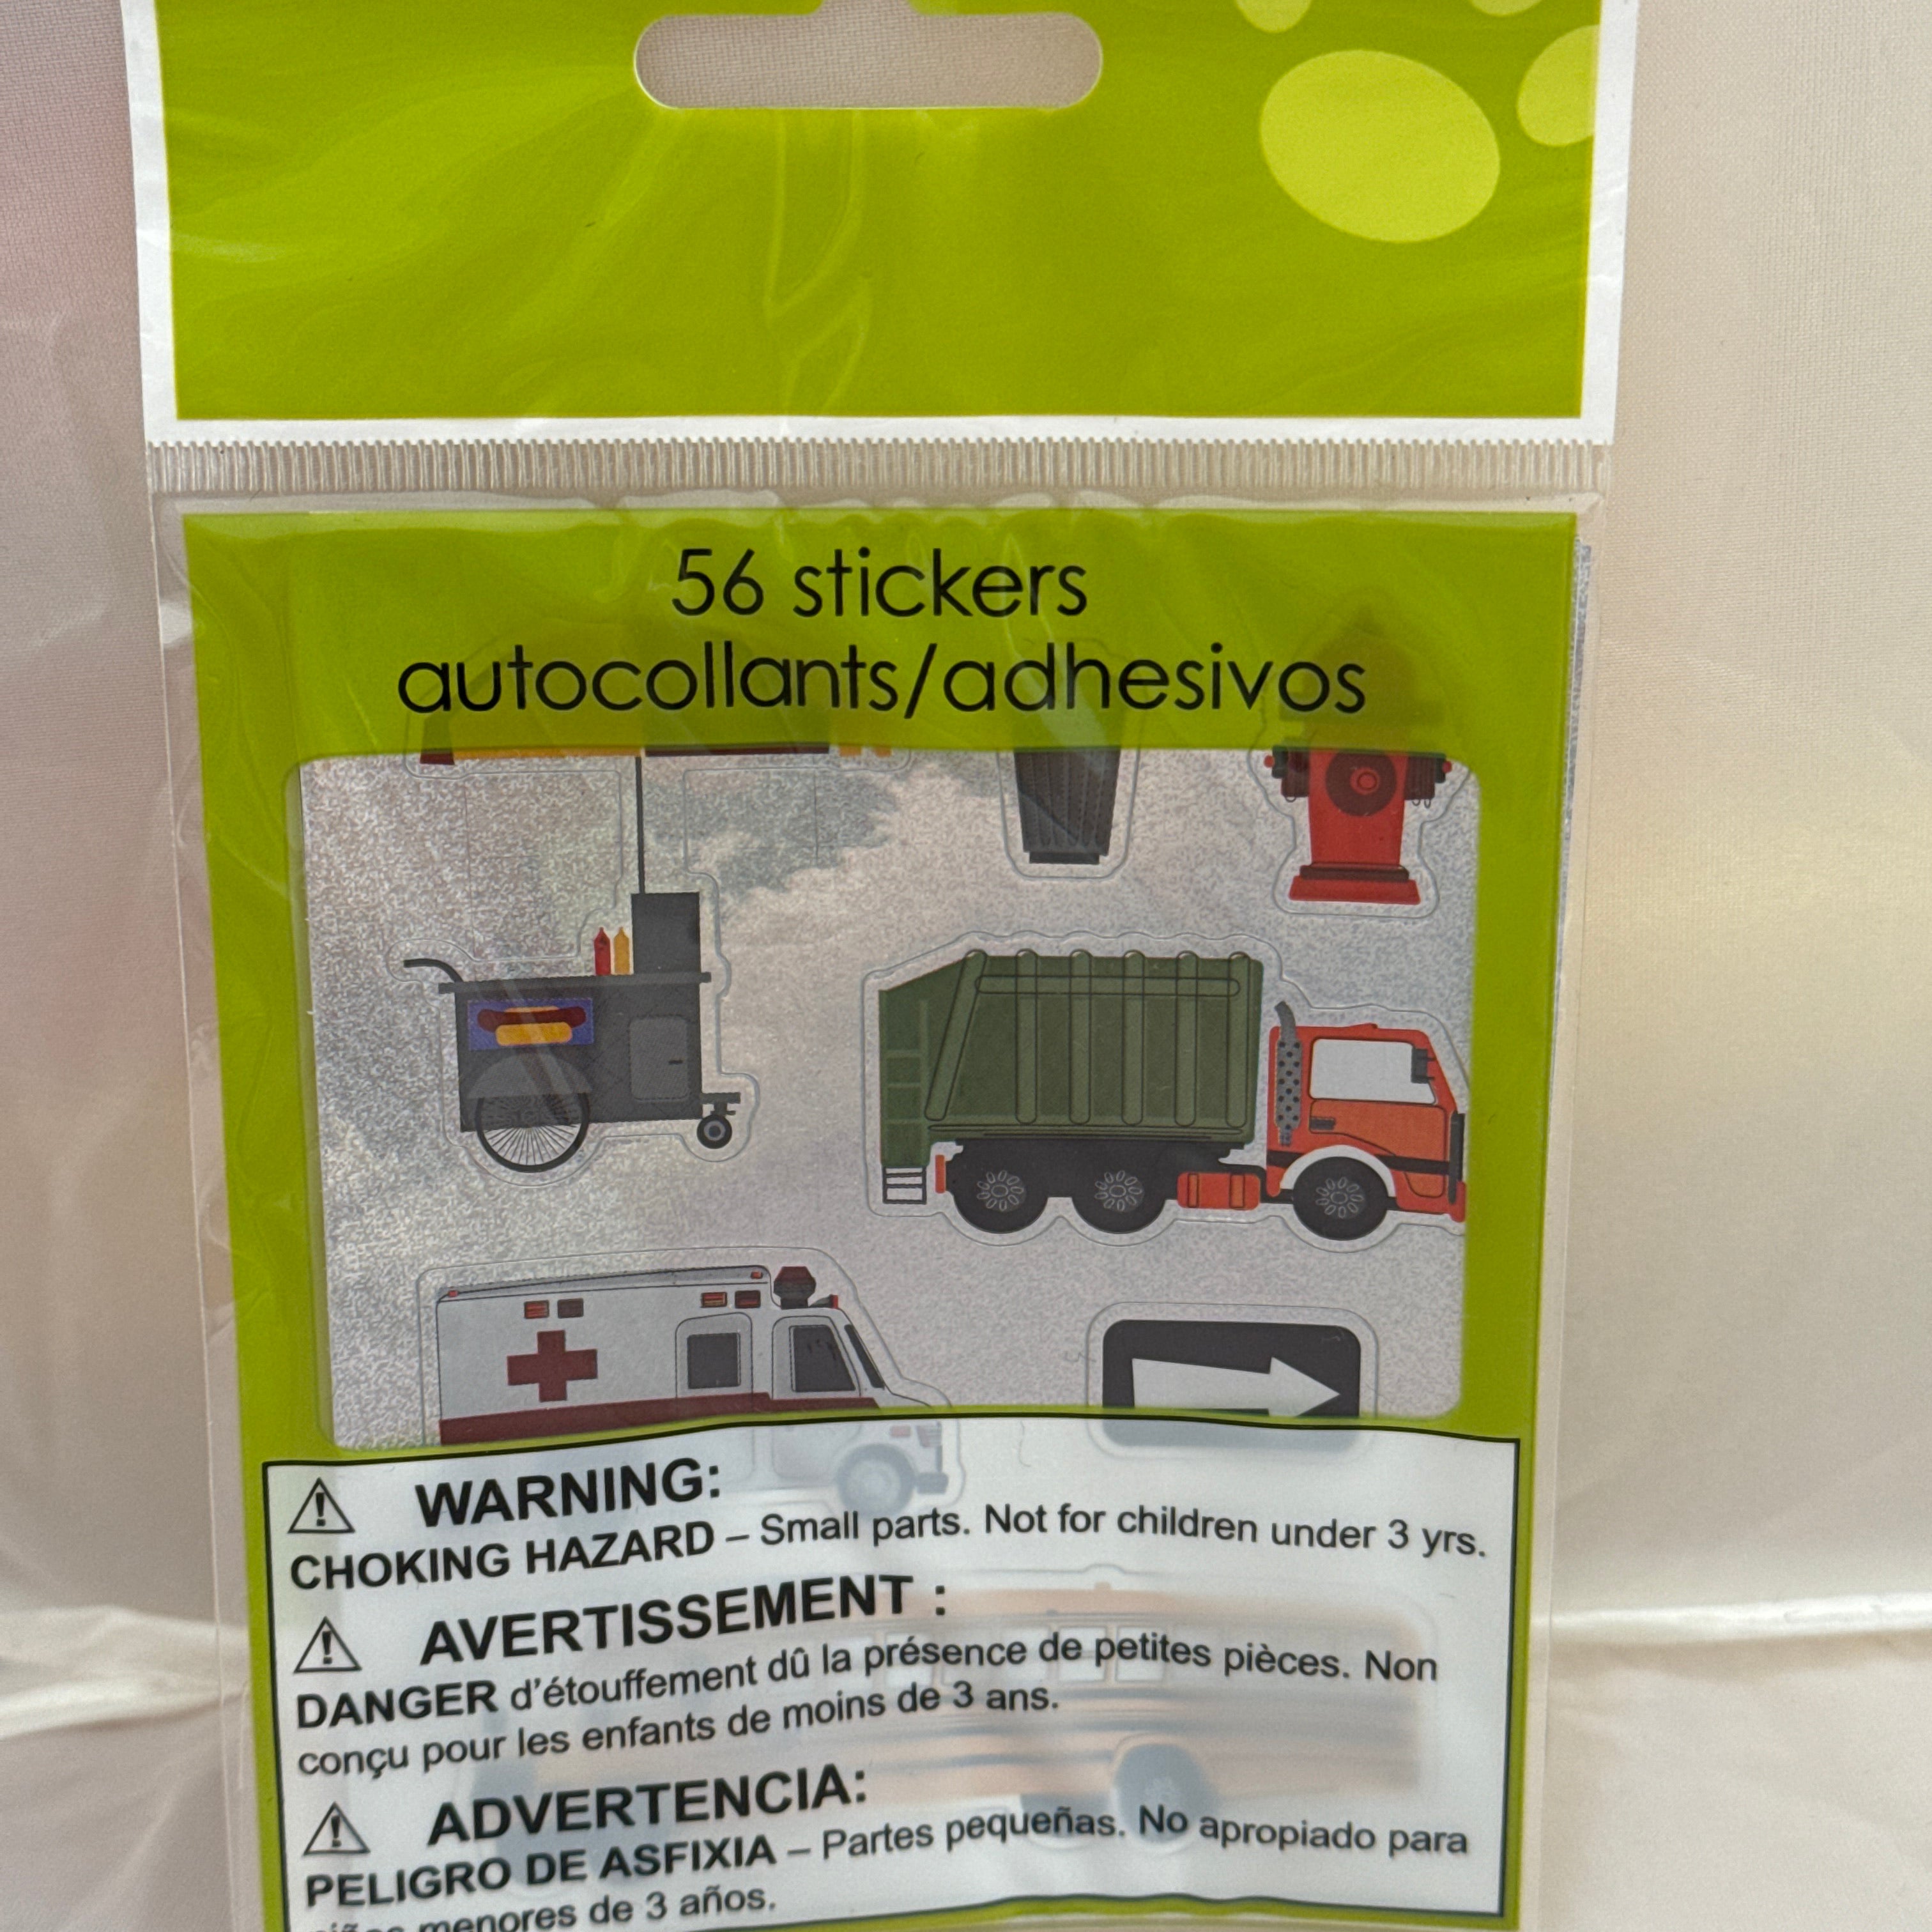 56 stickers
autocollants/adhesivos
WARNING:
CHOKING HAZARD – Small parts. Not for children under 3 yrs.
AVERTISSEMENT :
DANGER d'étouffement dû la présence de petites pièces. Non
conçu pour les enfants de moins de 3 ans.
ADVERTENCIA:
PELIGRO DE ASFIXIA – Partes pequeñas. No apropiado para
menores de 3 años.